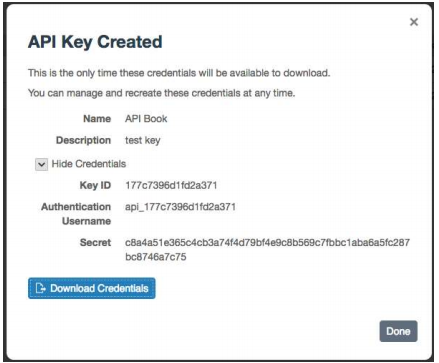 ×
API Key Created
This is the only time these credentials will be available to download.
You can manage and recreate these credentials at any time.
Name API Book
Description test key
Hide Credentials
Key ID 177c7396d1fd2a371
Authentication api_177c7396d1fd2a371
Username
Secret c8a4a51e365c4cb3a74f4d79bf4e9c8b569c7fbbc1aba6a5fc287
bc8746a7c75
Download Credentials
Done